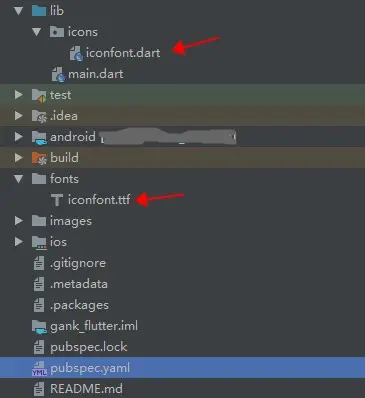 lib
icons
iconfont.dart
main.dart
test
.idea
android
build
fonts
iconfont.ttf
images
ios
.gitignore
.metadata
.packages
gank_flutter.iml
pubspec.lock
YML pubspec.yaml
README.md